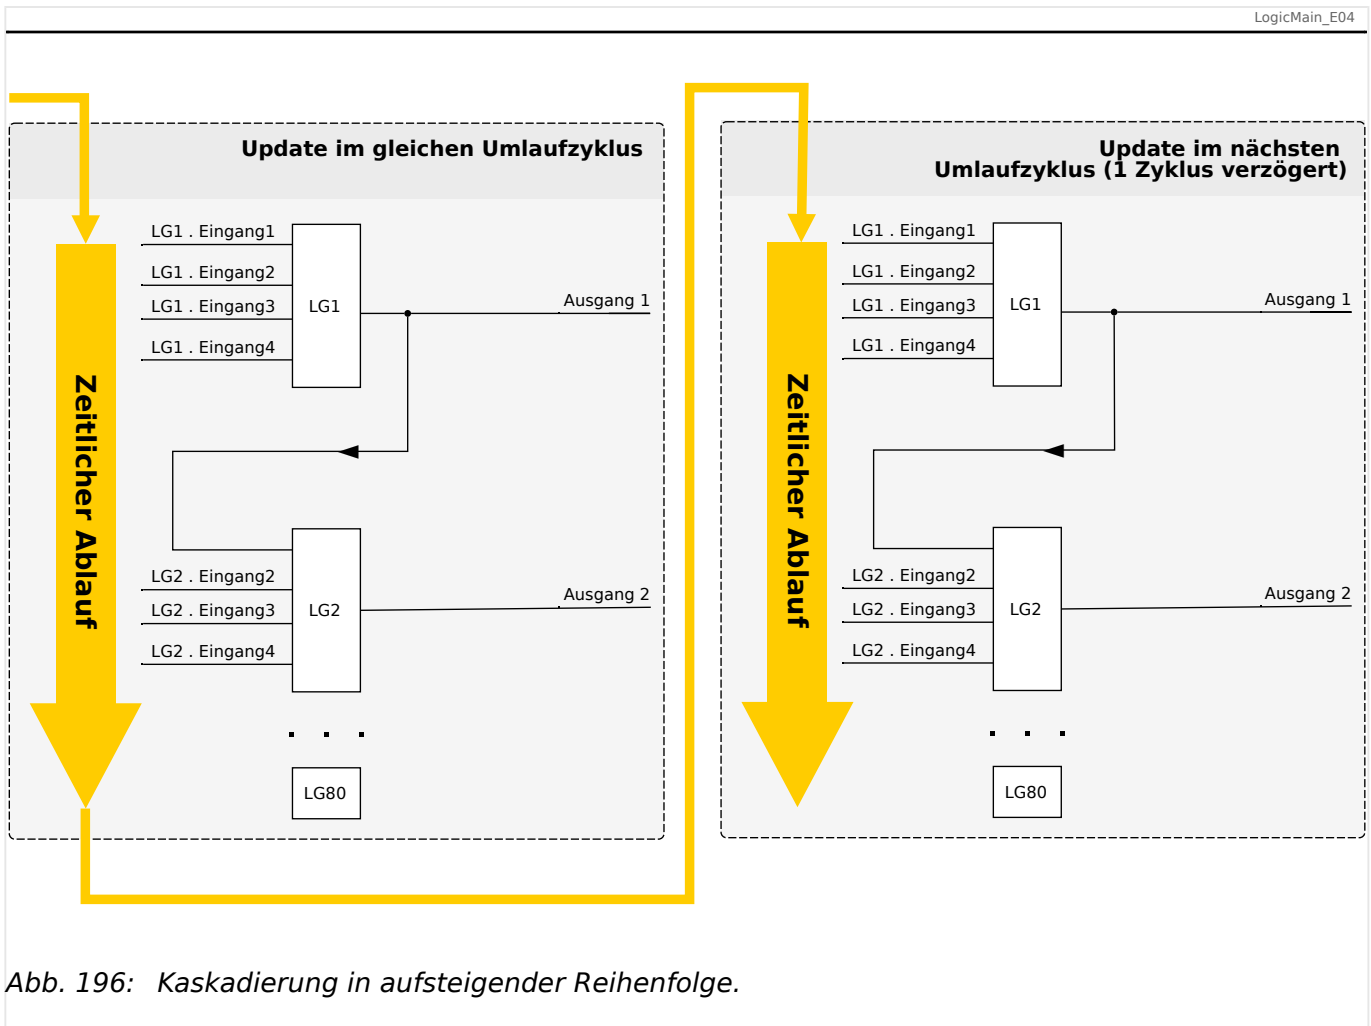 LogicMain_E04
Update im gleichen Umlaufzyklus
LG1 . Eingang1
LG1 . Eingang2
LG1 . Eingang3
LG1 . Eingang4
LG1
Ausgang 1
Zeitlicher Ablauf
LG2 . Eingang2
LG2 . Eingang3
LG2 . Eingang4
LG2
Ausgang 2
. . .
LG80
Update im nächsten
Umlaufzyklus (1 Zyklus verzögert)
LG1 . Eingang1
LG1 . Eingang2
LG1 . Eingang3
LG1 . Eingang4
LG1
Ausgang 1
Zeitlicher Ablauf
LG2 . Eingang2
LG2 . Eingang3
LG2 . Eingang4
LG2
Ausgang 2
. . .
LG80
Abb. 196: Kaskadierung in aufsteigender Reihenfolge.